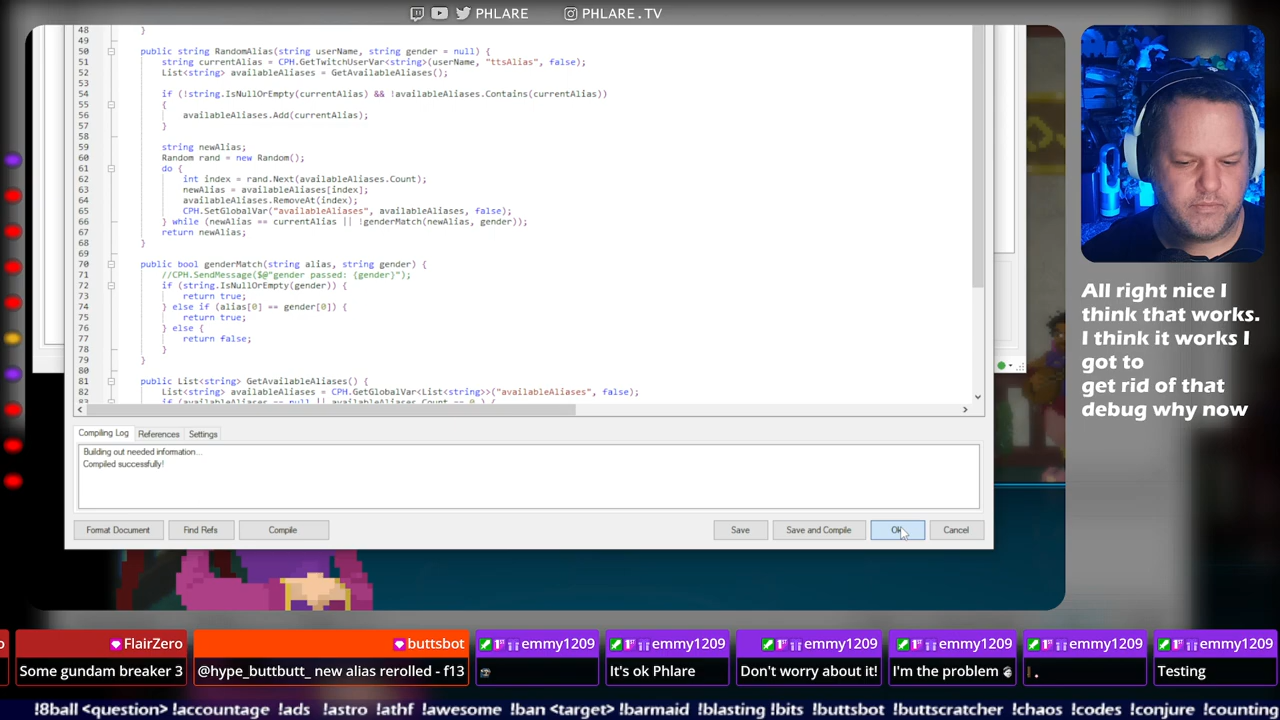 PHLARE PHLARE.TV
48 }
49
50 public string RandomAlias(string userName, string gender = null) {
51 string currentAlias = CPH.GetTwitchUserVar<string>(userName, "ttsAlias", false);
52 List<string> availableAliases = GetAvailableAliases();
53
54 if (!string.IsNullOrEmpty(currentAlias) && !availableAliases.Contains(currentAlias))
55 {
56 availableAliases.Add(currentAlias);
57 }
58
59 string newAlias;
60 Random rand = new Random();
61 do {
62 int index = rand.Next(availableAliases.Count);
63 newAlias = availableAliases[index];
64 availableAliases.RemoveAt(index);
65 CPH.SetGlobalVar("availableAliases", availableAliases, false);
66 } while (newAlias == currentAlias || !genderMatch(newAlias, gender));
67 return newAlias;
68 }
69
70 public bool genderMatch(string alias, string gender) {
71 //CPH.SendMessage($@"gender passed: {gender}");
72 if (string.IsNullOrEmpty(gender)) {
73 return true;
74 } else if (alias[0] == gender[0]) {
75 return true;
76 } else {
77 return false;
78 }
79 }
80
81 public List<string> GetAvailableAliases() {
82 List<string> availableAliases = CPH.GetGlobalVar<List<string>>("availableAliases", false);
83 if (availableAliases == null || availableAliases.Count == 0 ) {
Compiling Log References Settings
Building out needed information...
Compiled successfully!
Format Document Find Refs Compile Save Save and Compile Ok Cancel
All right nice I
think that works.
I think it works I
got to
get rid of that
debug why now
FlairZero buttsbot emmy1209 emmy1209 emmy1209 emmy1209 emmy1209 emmy1209
Some gundam breaker 3 @hype_buttbutt_ new alias rerolled - f13 It's ok Phlare Don't worry about it! I'm the problem . Testing
!8ball <question> !accountage !ads !astro !athf !awesome !ban <target> !barmaid !blasting !bits !buttsbot !buttscratcher !chaos !codes !conjure !counting